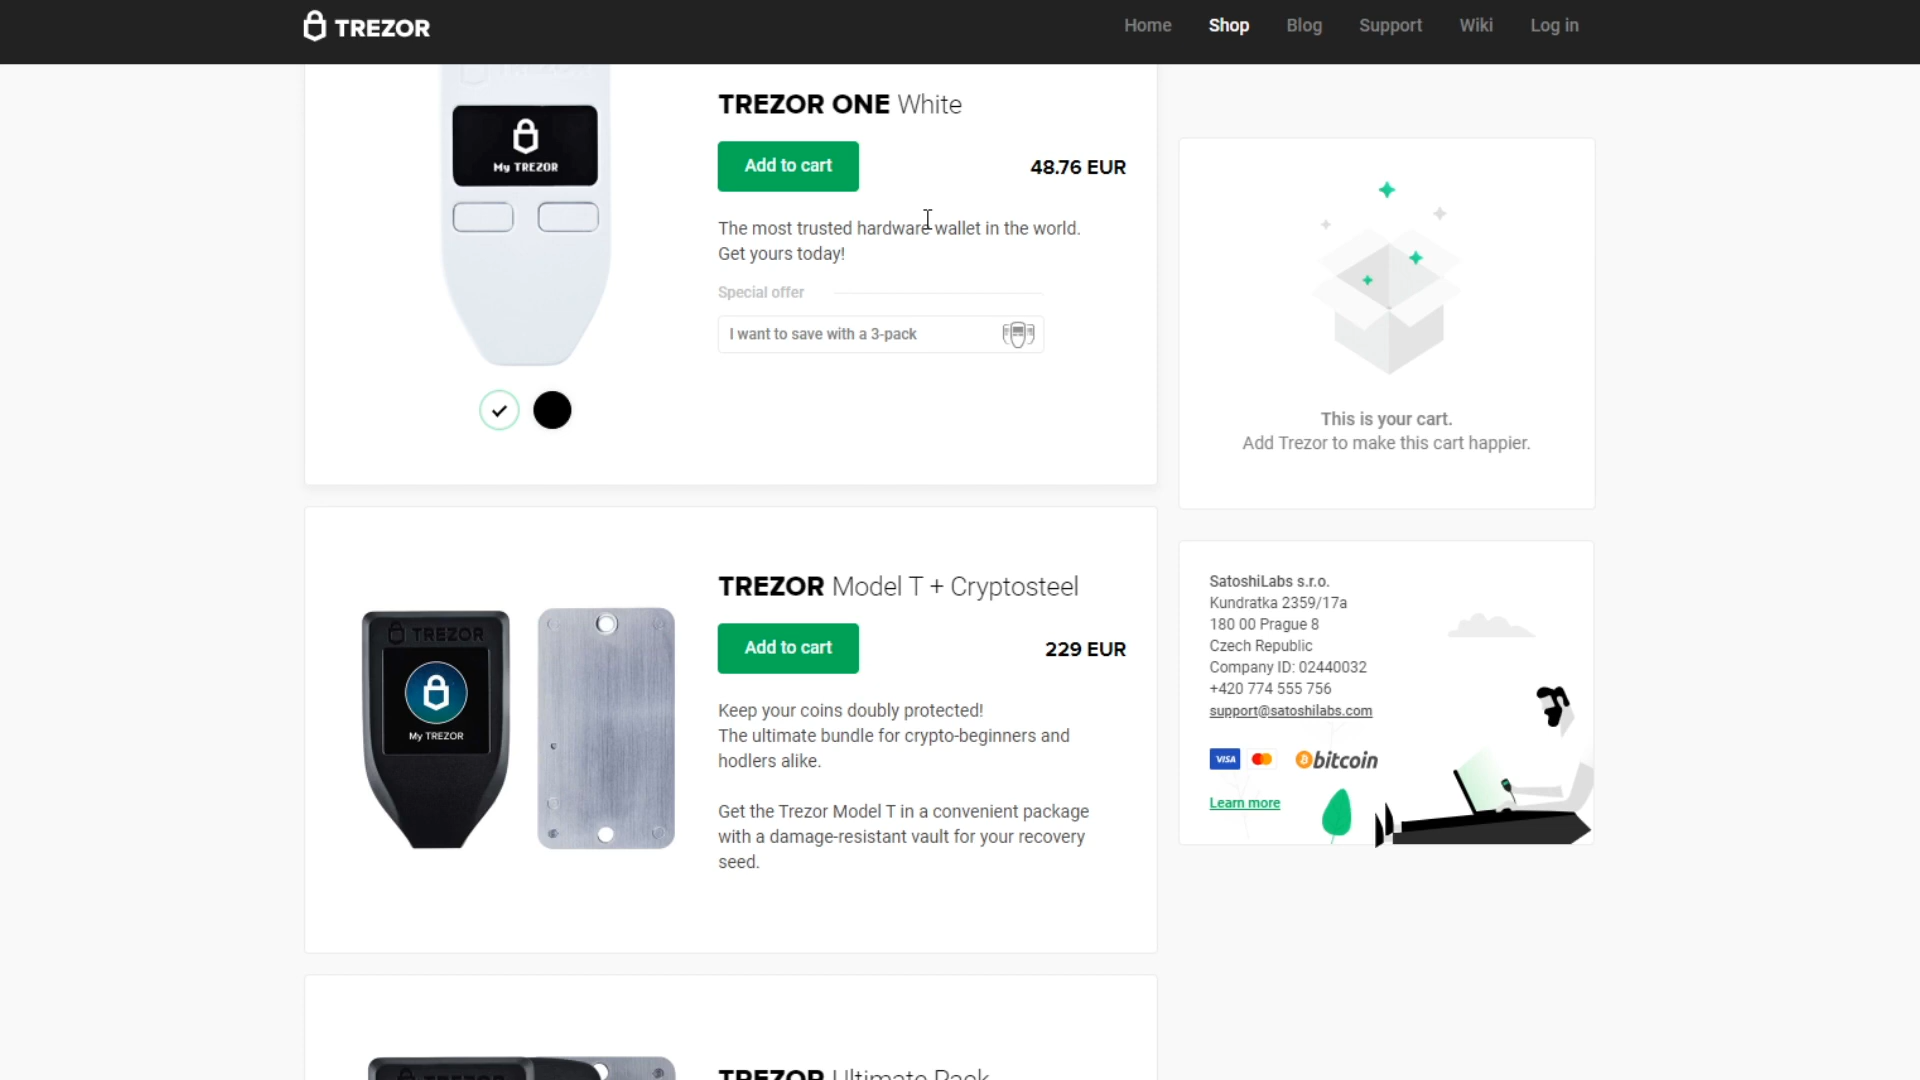 TREZOR
Home Shop Blog Support Wiki Log in
TREZOR ONE White
My TREZOR
Add to cart
48.76 EUR
The most trusted hardware wallet in the world.
Get yours today!
Special offer
I want to save with a 3-pack
This is your cart.
Add Trezor to make this cart happier.
TREZOR Model T + Cryptosteel
TREZOR
My TREZOR
Add to cart
229 EUR
Keep your coins doubly protected!
The ultimate bundle for crypto-beginners and
hodlers alike.
Get the Trezor Model T in a convenient package
with a damage-resistant vault for your recovery
seed.
SatoshiLabs s.r.o.
Kundratka 2359/17a
180 00 Prague 8
Czech Republic
Company ID: 02440032
+420 774 555 756
support@satoshilabs.com
VISA
bitcoin
Learn more
TREZOR Ultimate Pack